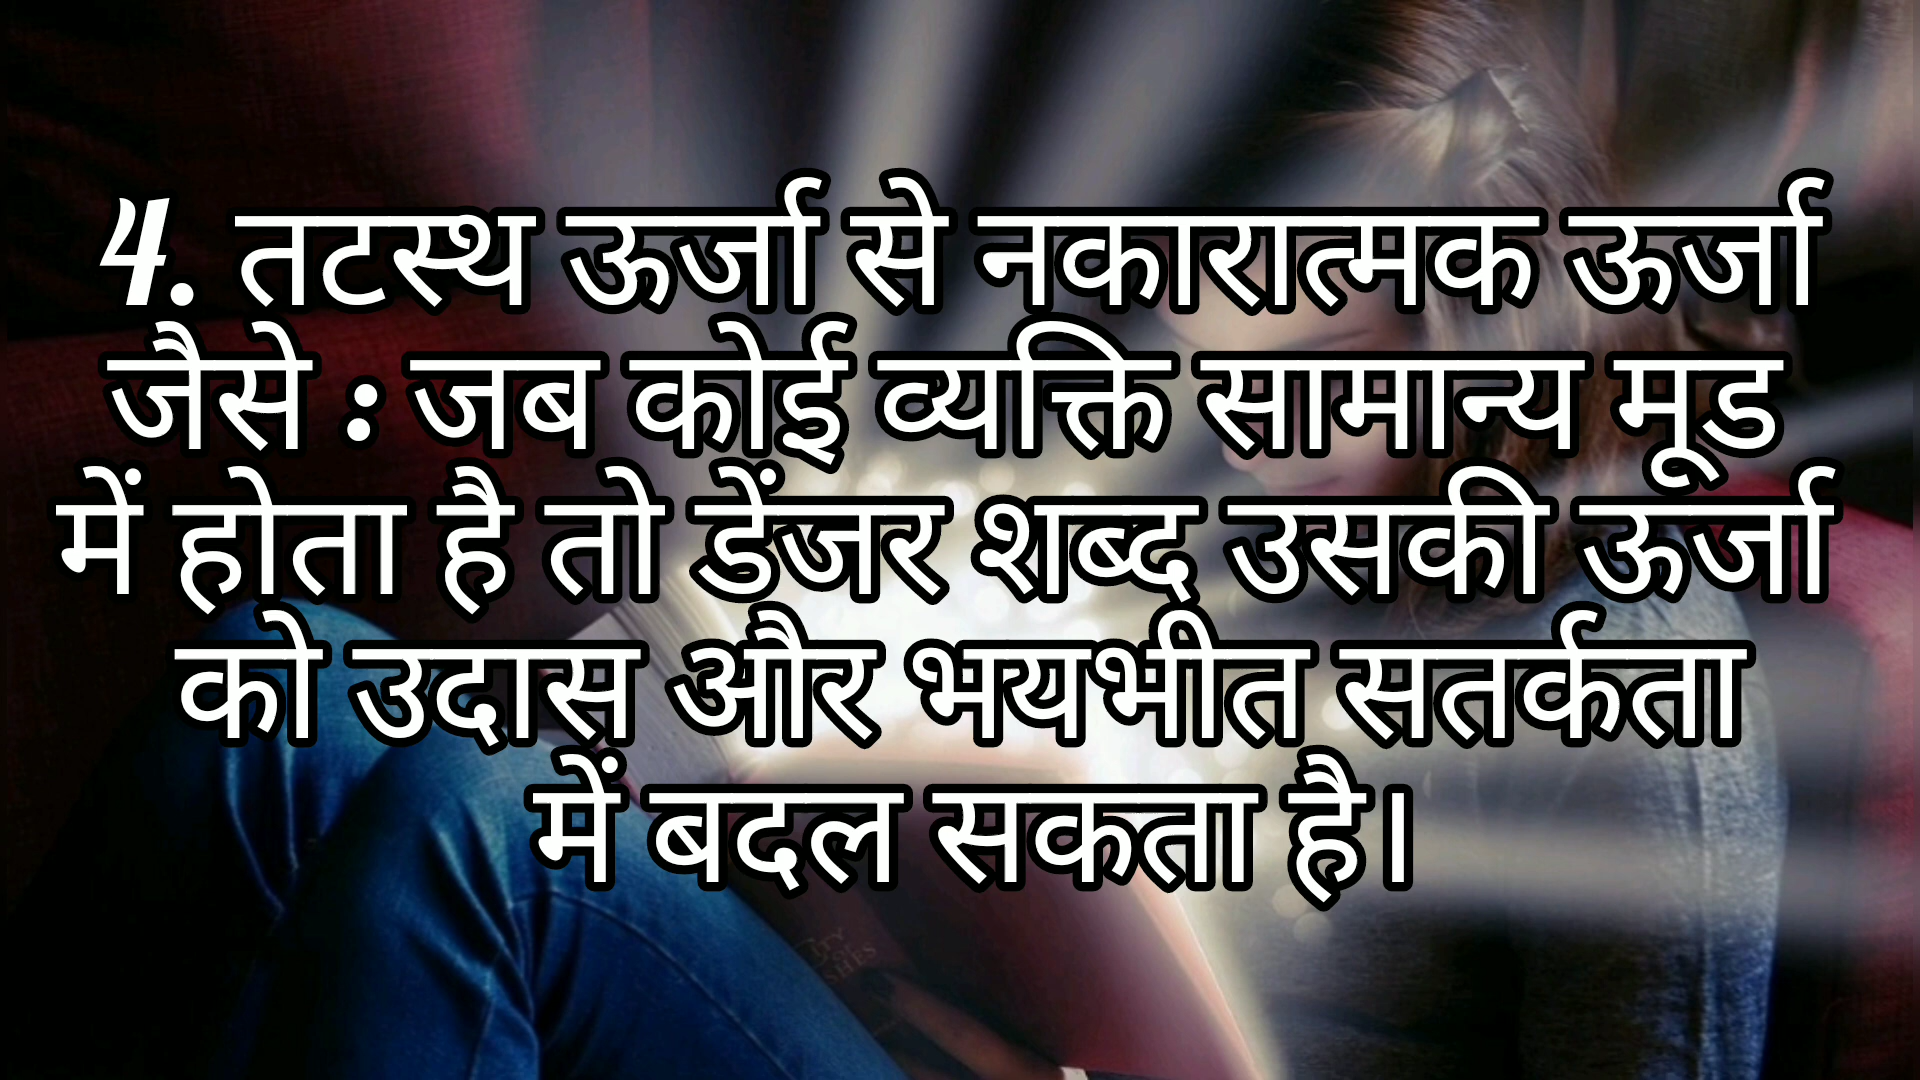 4. तटस्थ ऊर्जा से नकारात्मक ऊर्जा
जैसे : जब कोई व्यक्ति सामान्य मूड
में होता है तो डेंजर शब्द उसकी ऊर्जा
को उदास और भयभीत सतर्कता
में बदल सकता है।